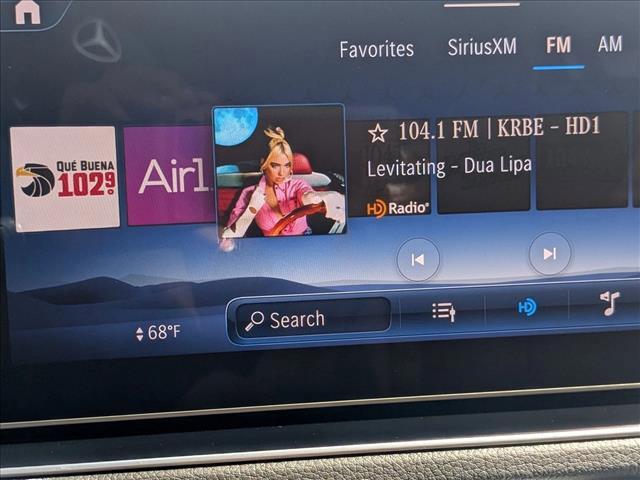 Favorites
SiriusXM
FM
AM
QUÉ BUENA
102.9
Air1
104.1 FM | KRBE - HD1
Levitating - Dua Lipa
HD Radio®
68°F
Search
HD